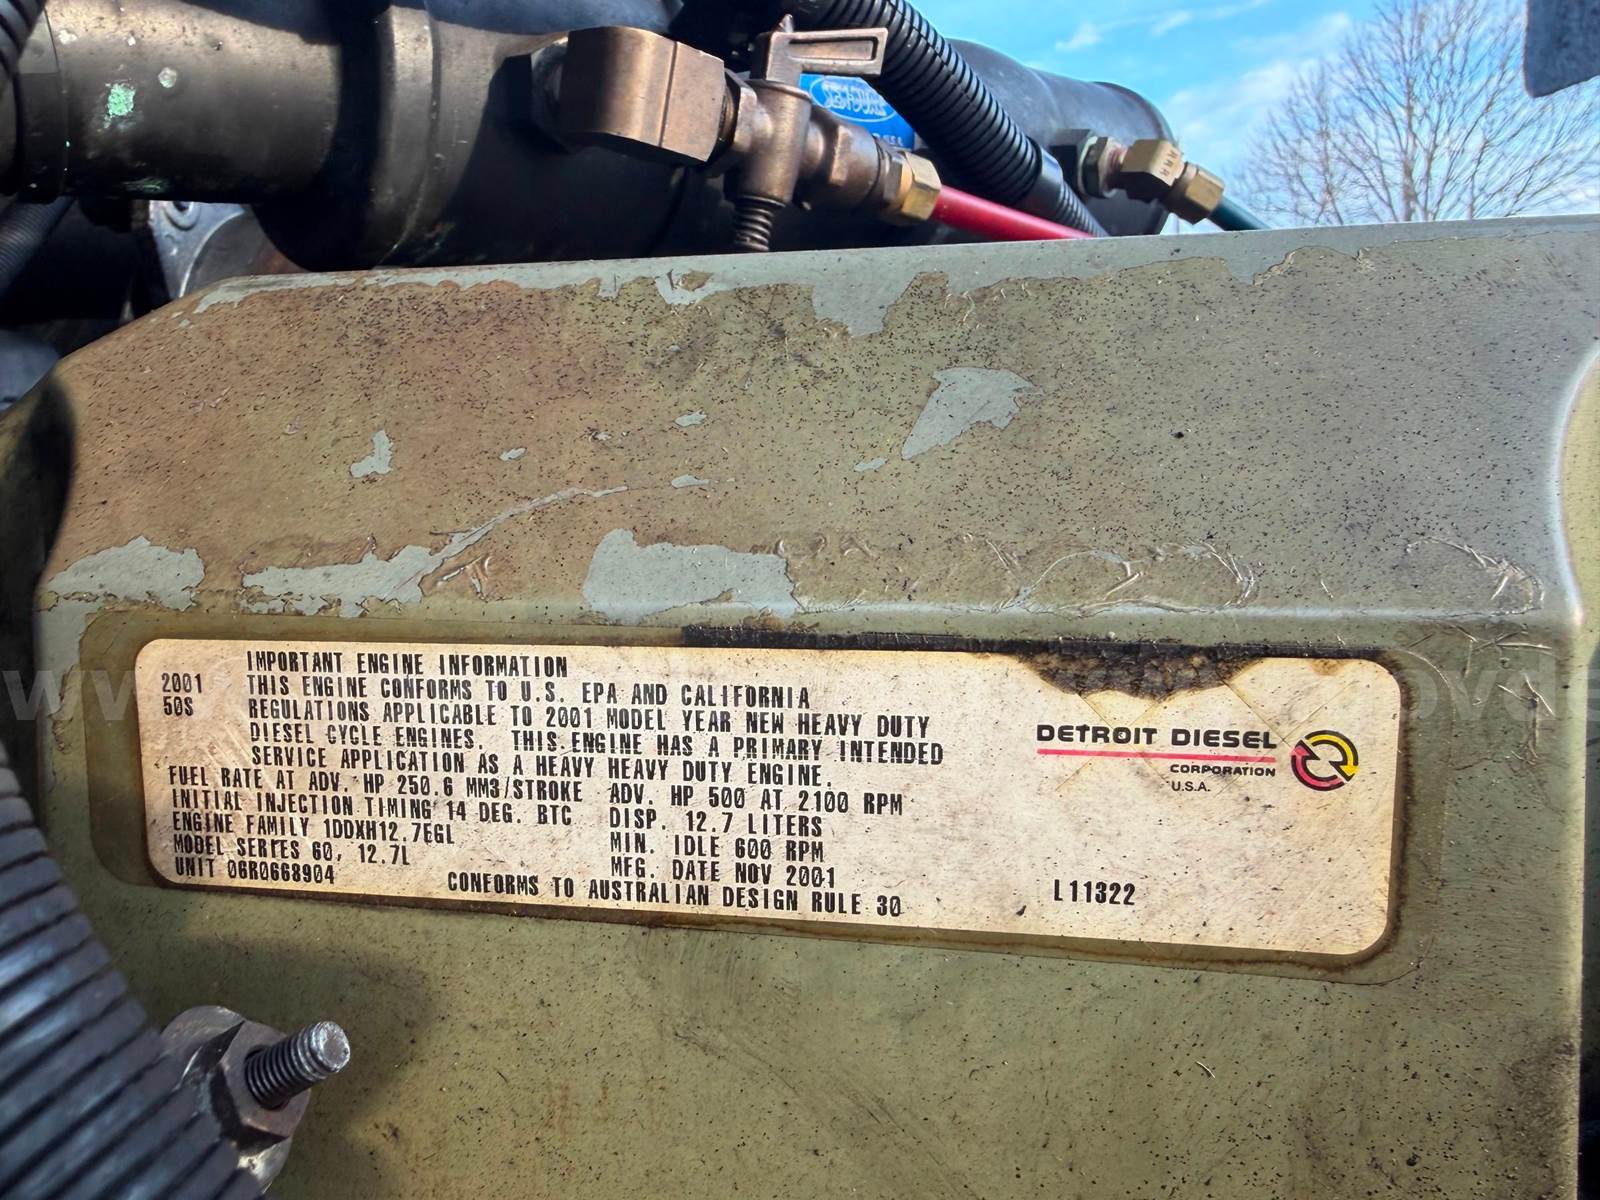 IMPORTANT ENGINE INFORMATION
2001 THIS ENGINE CONFORMS TO U.S. EPA AND CALIFORNIA
50S REGULATIONS APPLICABLE TO 2001 MODEL YEAR NEW HEAVY DUTY
DIESEL CYCLE ENGINES. THIS ENGINE HAS A PRIMARY INTENDED
SERVICE APPLICATION AS A HEAVY HEAVY DUTY ENGINE.
FUEL RATE AT ADV. HP 250.6 MM3/STROKE ADV. HP 500 AT 2100 RPM
INITIAL INJECTION TIMING 14 DEG. BTC DISP. 12.7 LITERS
ENGINE FAMILY 1DDXH12.7EGL MIN. IDLE 600 RPM
MODEL SERIES 60, 12.7L MFG. DATE NOV 2001
UNIT 06R0668904 CONFORMS TO AUSTRALIAN DESIGN RULE 30
L11322
DETROIT DIESEL
CORPORATION
U.S.A.